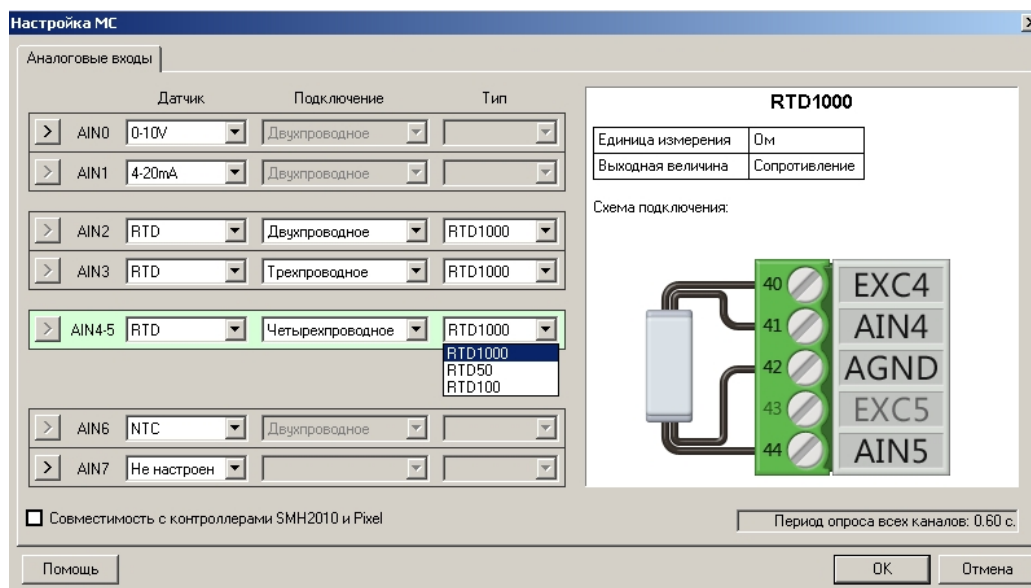 Настройка МС
Аналоговые входы
Датчик Подключение Тип
> AIN0 0-10V Двухпроводное
> AIN1 4-20mA Двухпроводное
> AIN2 RTD Двухпроводное RTD1000
> AIN3 RTD Трехпроводное RTD1000
> AIN4-5 RTD Четырехпроводное RTD1000
RTD1000
RTD50
RTD100
> AIN6 NTC Двухпроводное
> AIN7 Не настроен
Совместимость с контроллерами SMH2010 и Pixel
RTD1000
Единица измерения Ом
Выходная величина Сопротивление
Схема подключения:
40 EXC4
41 AIN4
42 AGND
43 EXC5
44 AIN5
Период опроса всех каналов: 0.60 с.
Помощь OK Отмена